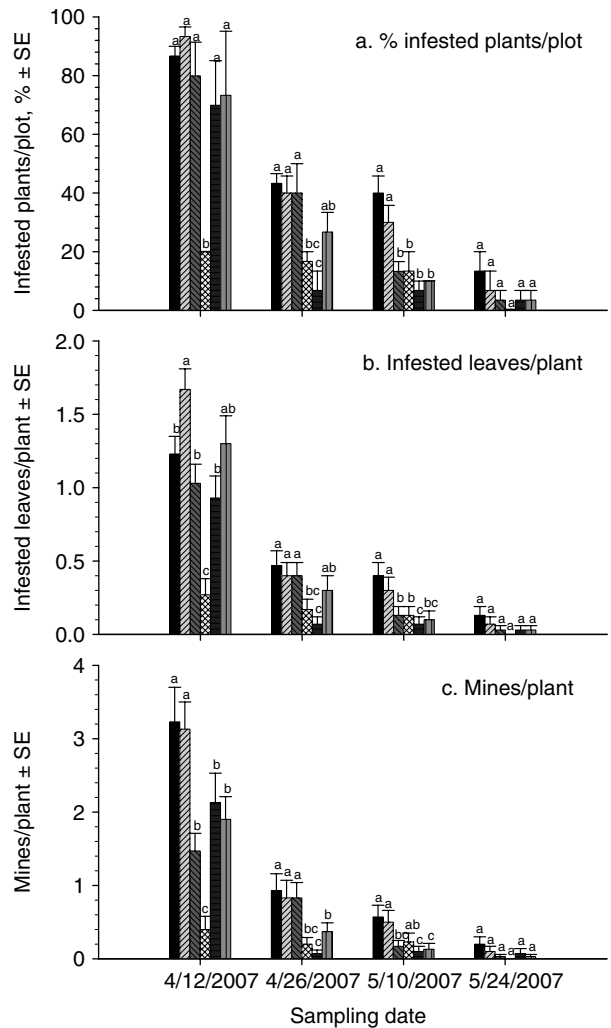 a. % infested plants/plot
Infested plants/plot, % ± SE
100
80
60
40
20
0
a a a b a a
a a a bc c ab
a a b b b b
a a a a a a
b. Infested leaves/plant
Infested leaves/plant ± SE
2.0
1.5
1.0
0.5
0.0
b a b c b ab
a a a bc c ab
a a b b c bc
a a a a a a
c. Mines/plant
Mines/plant ± SE
4
3
2
1
0
a a b c b b
a a a c c b
a a bc ab c c
a a a a a a
4/12/2007 4/26/2007 5/10/2007 5/24/2007
Sampling date